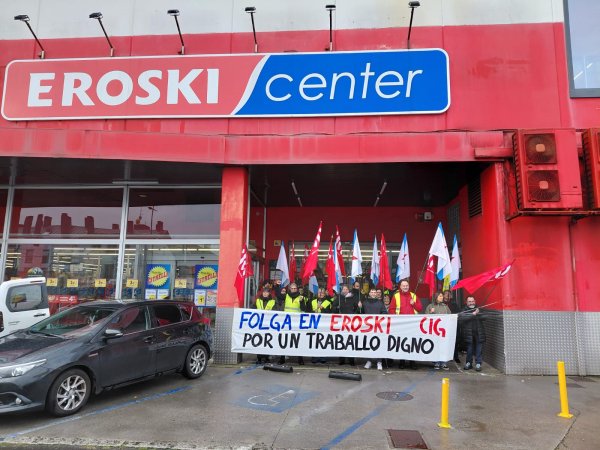 EROSKI center
FOLGA EN EROSKI CIG
POR UN TRABALLO DIGNO